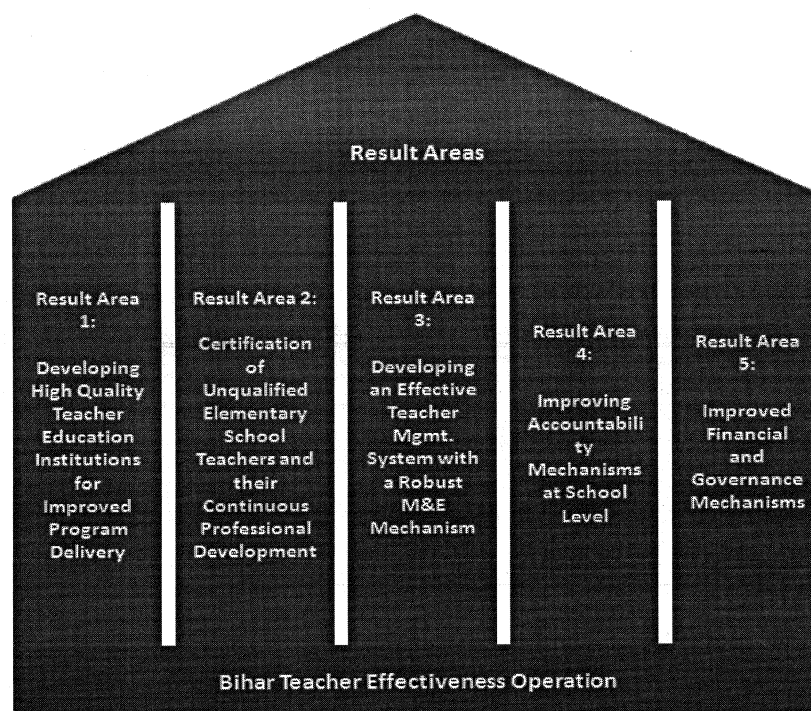 Result Areas
Result Area
1:
Developing
High Quality
Teacher
Education
Institutions
for
Improved
Program
Delivery
Result Area 2:
Certification
of
Unqualified
Elementary
School
Teachers and
their
Continuous
Professional
Development
Result Area
3:
Developing
an Effective
Teacher
Mgmt.
System with
a Robust
M&E
Mechanism
Result Area
4:
Improving
Accountabili
ty
Mechanisms
at School
Level
Result Area
5:
Improved
Financial
and
Governance
Mechanisms
Bihar Teacher Effectiveness Operation